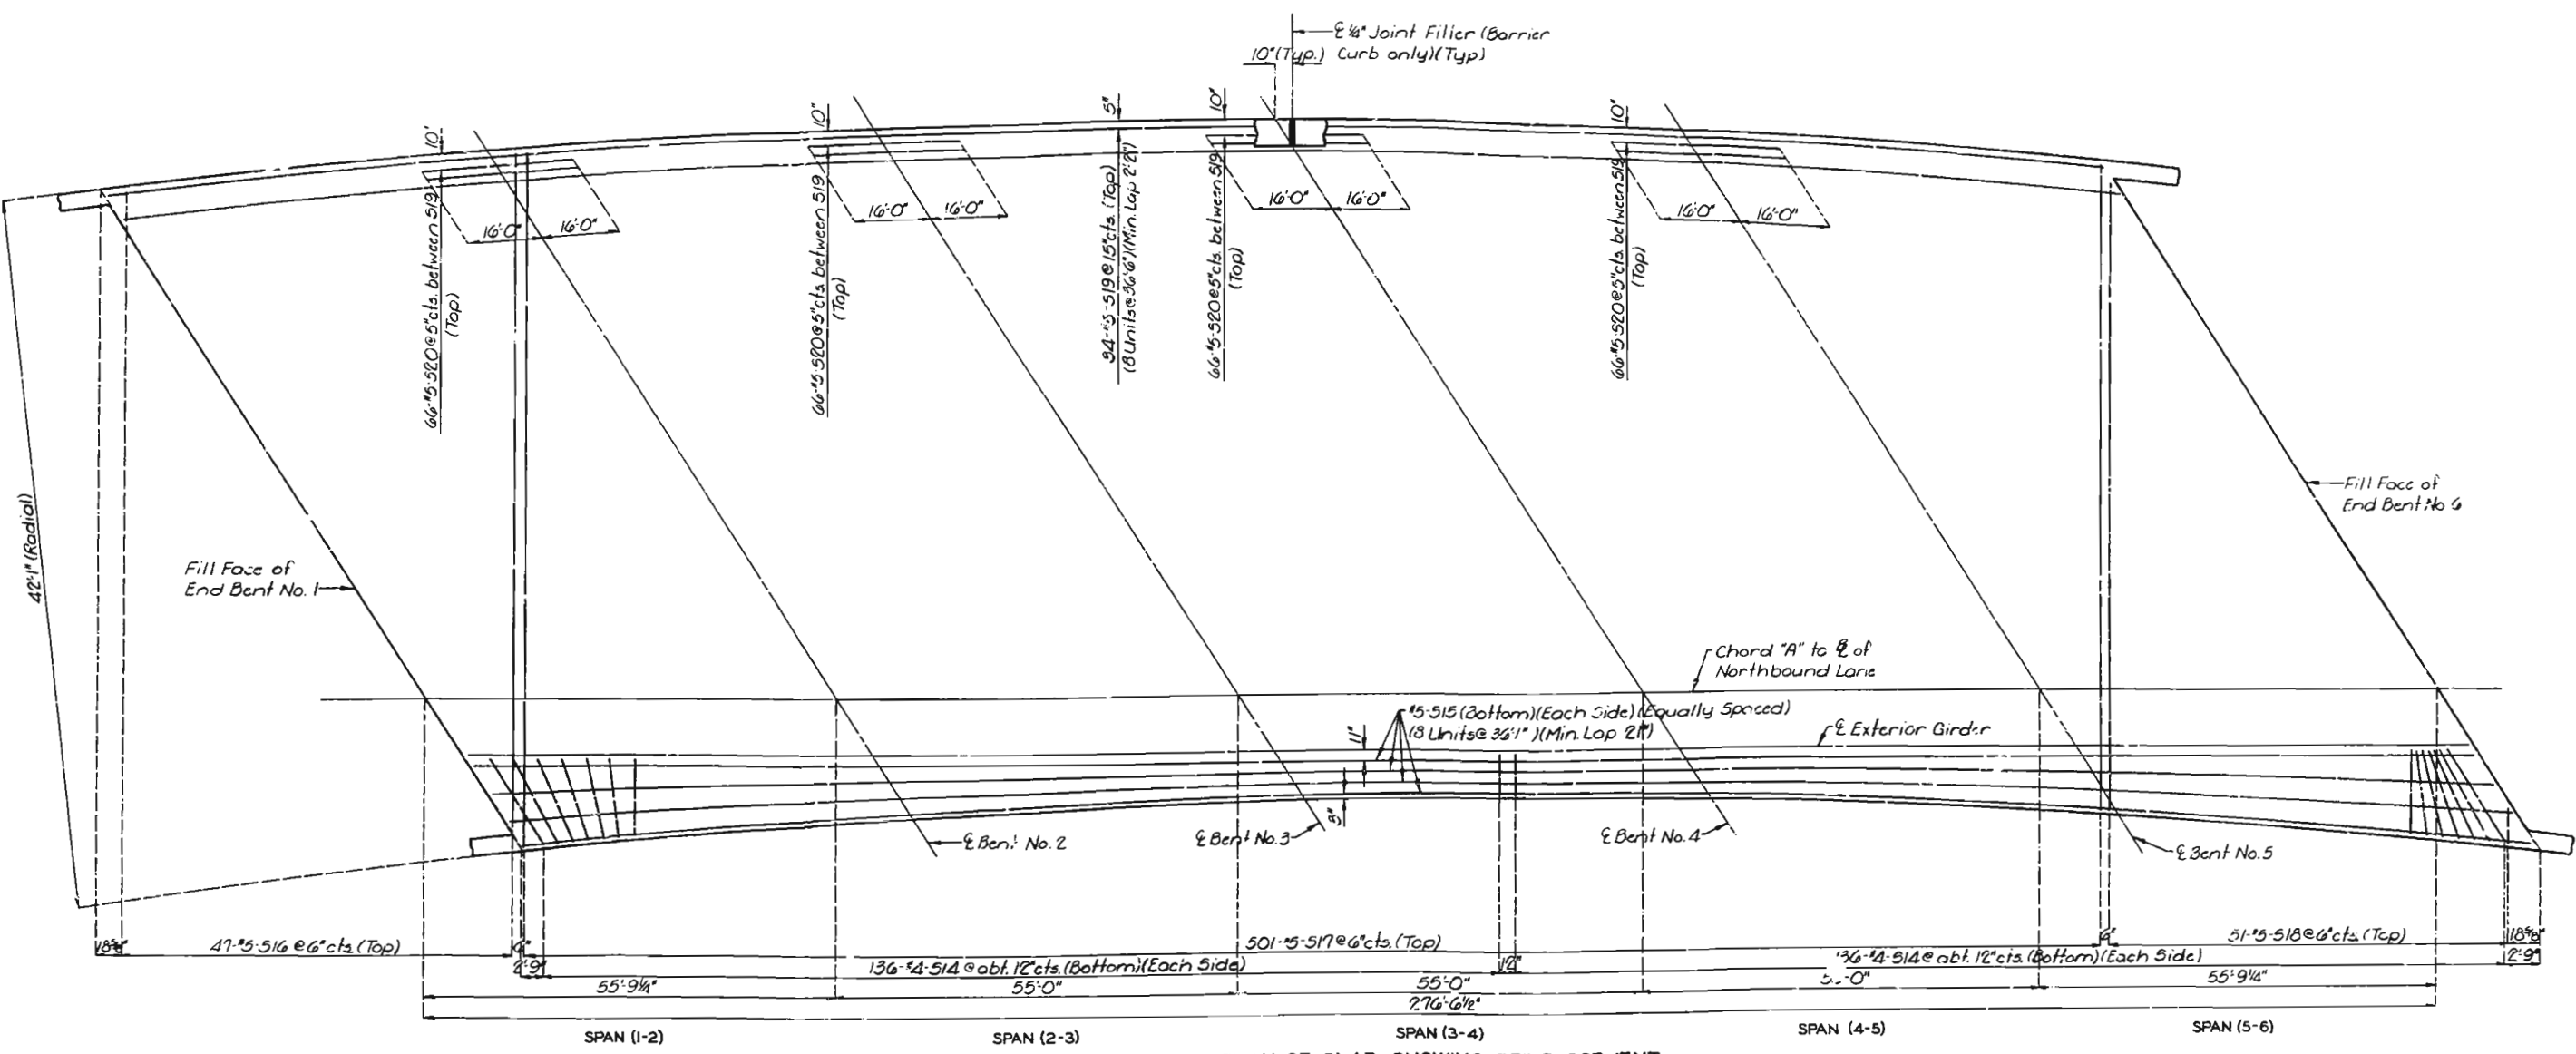 ℄ ¼" Joint Filler (Barrier
10"(Typ.) Curb only)(Typ)
10"
10"
5"
10"
10"
66-#5-520@5"cts. between 519
(Top)
66-#5-520@5"cts. between 519
(Top)
34-#5-519@15"cts. (Top)
(8 Units@36'6")(Min. Lap 2'2")
66-#5-520@5"cts. between 519
(Top)
66-#5-520@5"cts. between 519
(Top)
16'-0" 16'-0"
16'-0" 16'-0"
16'-0" 16'-0"
16'-0" 16'-0"
42'-1" (Radial)
Fill Face of
End Bent No. 6
Fill Face of
End Bent No. 1
Chord "A" to ℄ of
Northbound Lane
#5-515 (Bottom)(Each Side)(Equally Spaced)
(8 Units@ 36'1")(Min. Lap 21")
11"
℄ Exterior Girder
℄ Bent No. 2
℄ Bent No. 3
℄ Bent No. 4
℄ Bent No. 5
47-#5-516 @ 6" cts. (Top)
6"
501-#5-517@6"cts. (Top)
6"
51-#5-518@6"cts. (Top)
18⅝"
2'-9"
136-#4-514 @ abt. 12"cts. (Bottom)(Each Side)
12"
136-#4-514@ abt. 12"cts. (Bottom)(Each Side)
2'-9"
55'-9¼"
55'-0"
55'-0"
55'-9¼"
276'-6½"
SPAN (1-2)
SPAN (2-3)
SPAN (3-4)
SPAN (4-5)
SPAN (5-6)